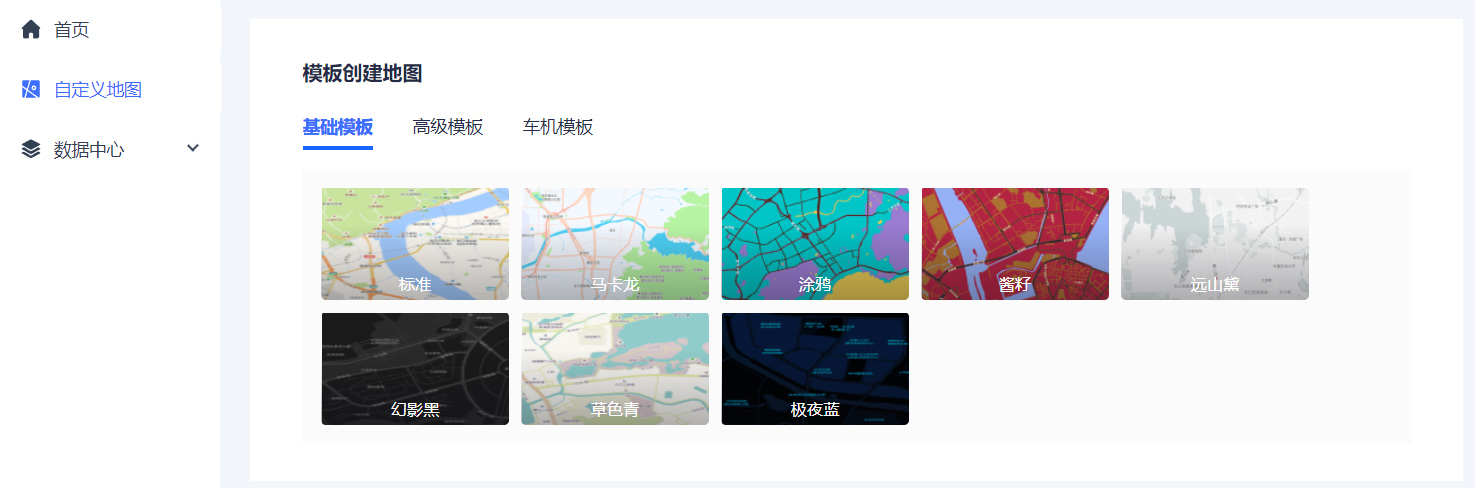 首页
自定义地图
数据中心
模板创建地图
基础模板 高级模板 车机模板
标准 马卡龙 涂鸦 酱籽 远山黛
幻影黑 草色青 极夜蓝